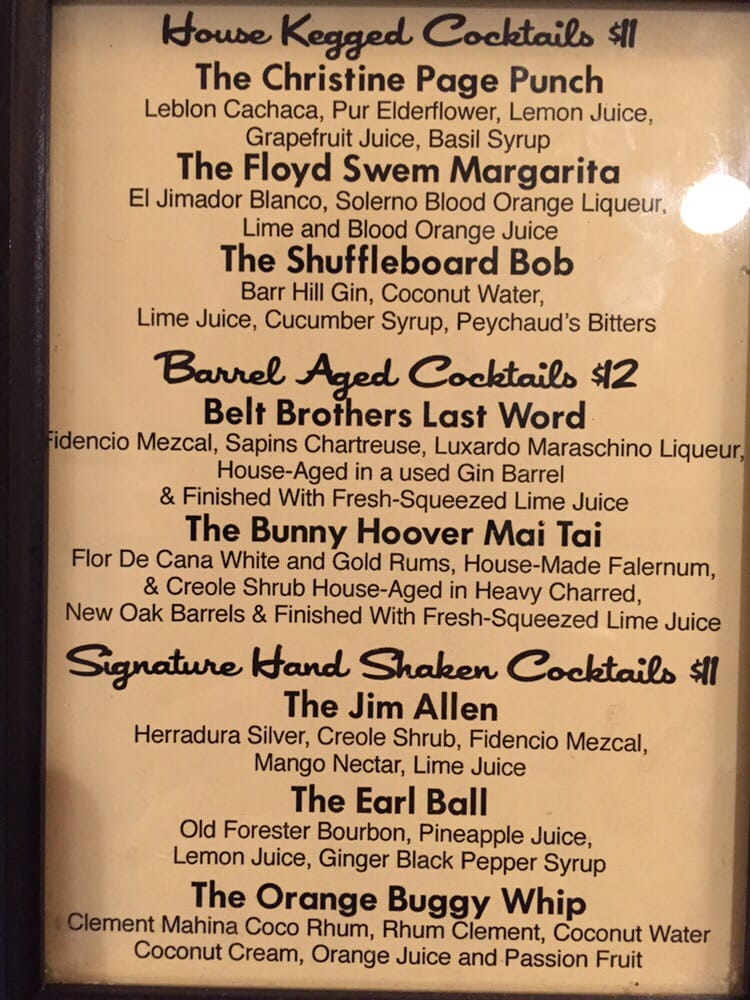 House Kegged Cocktails $11
The Christine Page Punch
Leblon Cachaca, Pur Elderflower, Lemon Juice,
Grapefruit Juice, Basil Syrup
The Floyd Swem Margarita
El Jimador Blanco, Solerno Blood Orange Liqueur,
Lime and Blood Orange Juice
The Shuffleboard Bob
Barr Hill Gin, Coconut Water,
Lime Juice, Cucumber Syrup, Peychaud's Bitters
Barrel Aged Cocktails $12
Belt Brothers Last Word
Fidencio Mezcal, Sapins Chartreuse, Luxardo Maraschino Liqueur,
House-Aged in a used Gin Barrel
& Finished With Fresh-Squeezed Lime Juice
The Bunny Hoover Mai Tai
Flor De Cana White and Gold Rums, House-Made Falernum,
& Creole Shrub House-Aged in Heavy Charred,
New Oak Barrels & Finished With Fresh-Squeezed Lime Juice
Signature Hand Shaken Cocktails $11
The Jim Allen
Herradura Silver, Creole Shrub, Fidencio Mezcal,
Mango Nectar, Lime Juice
The Earl Ball
Old Forester Bourbon, Pineapple Juice,
Lemon Juice, Ginger Black Pepper Syrup
The Orange Buggy Whip
Clement Mahina Coco Rhum, Rhum Clement, Coconut Water
Coconut Cream, Orange Juice and Passion Fruit